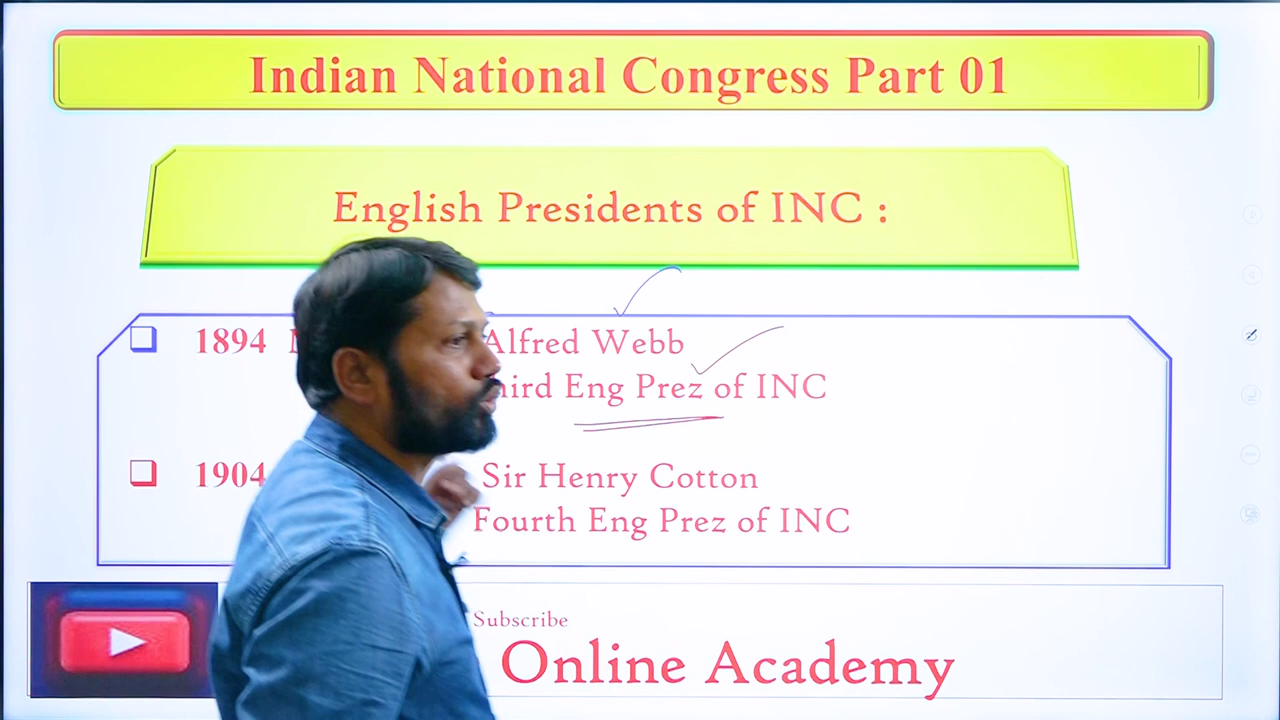 Indian National Congress Part 01
English Presidents of INC :
1894 Alfred Webb
Eng Prez of INC
1904 Sir Henry Cotton
Fourth Eng Prez of INC
Subscribe
Online Academy